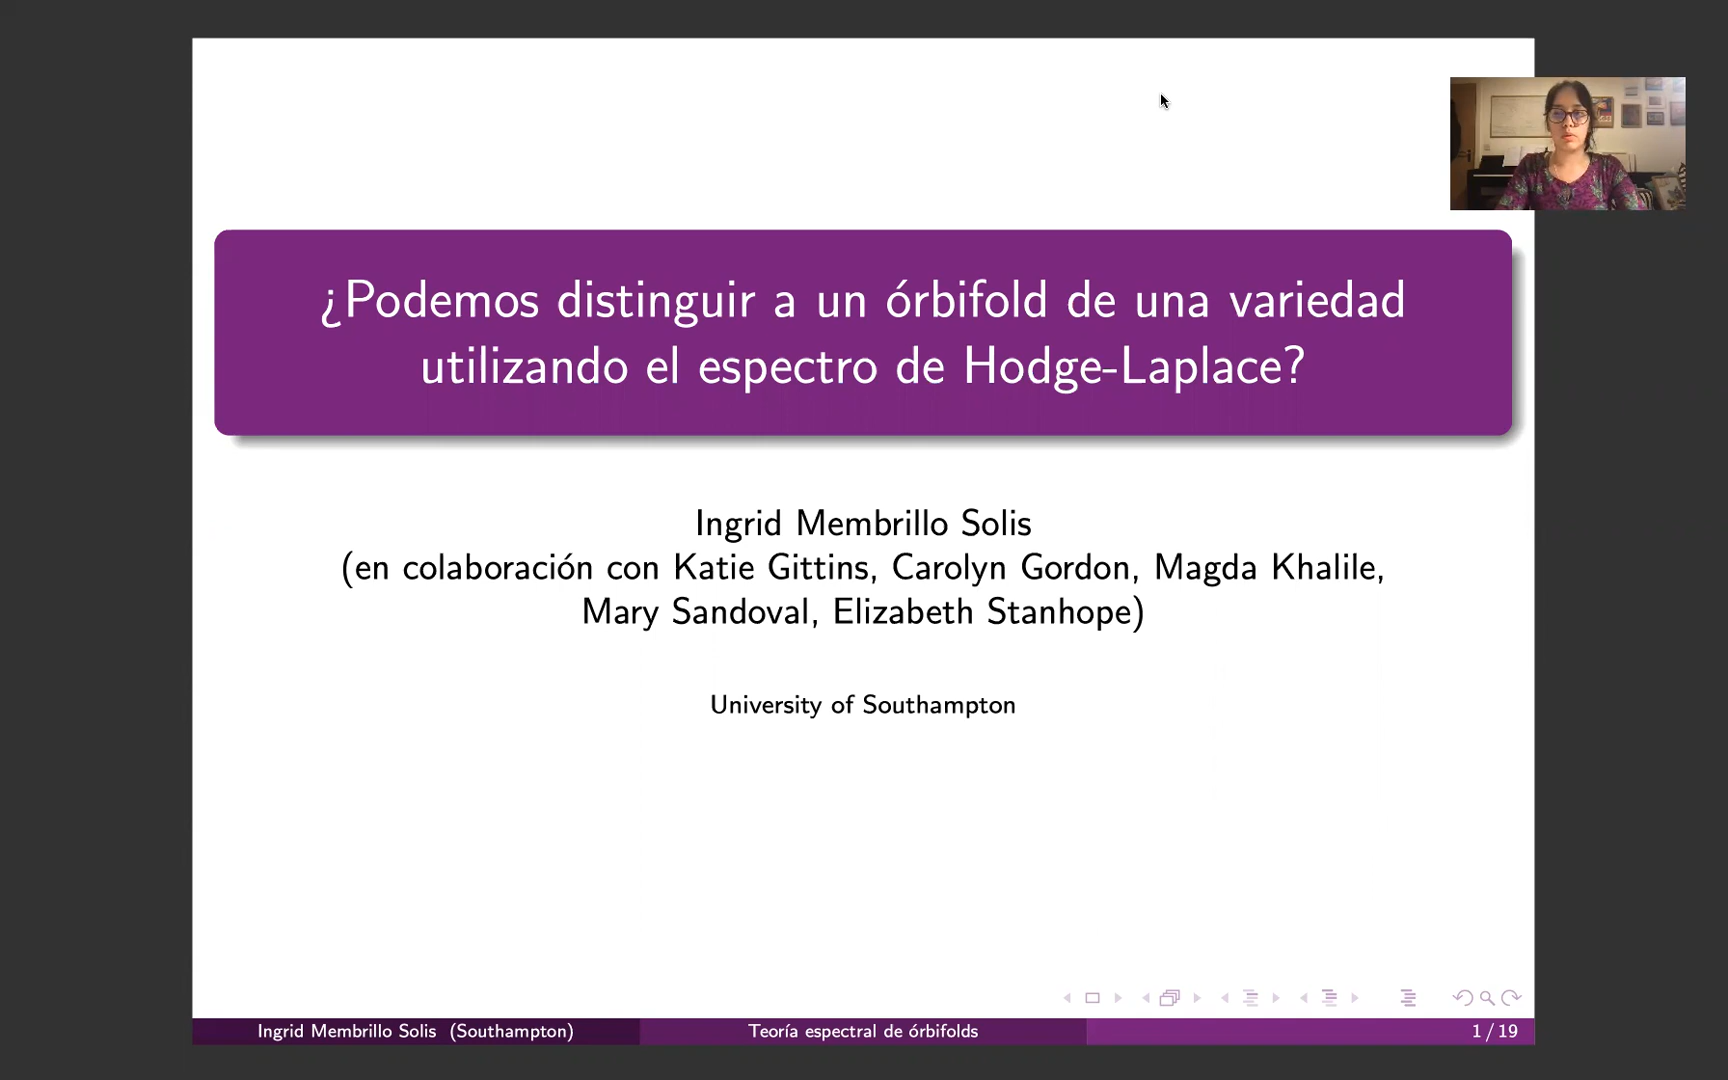 ¿Podemos distinguir a un órbifold de una variedad
utilizando el espectro de Hodge-Laplace?
Ingrid Membrillo Solis
(en colaboración con Katie Gittins, Carolyn Gordon, Magda Khalile,
Mary Sandoval, Elizabeth Stanhope)
University of Southampton
Ingrid Membrillo Solis (Southampton)
Teoría espectral de órbifolds
1 / 19